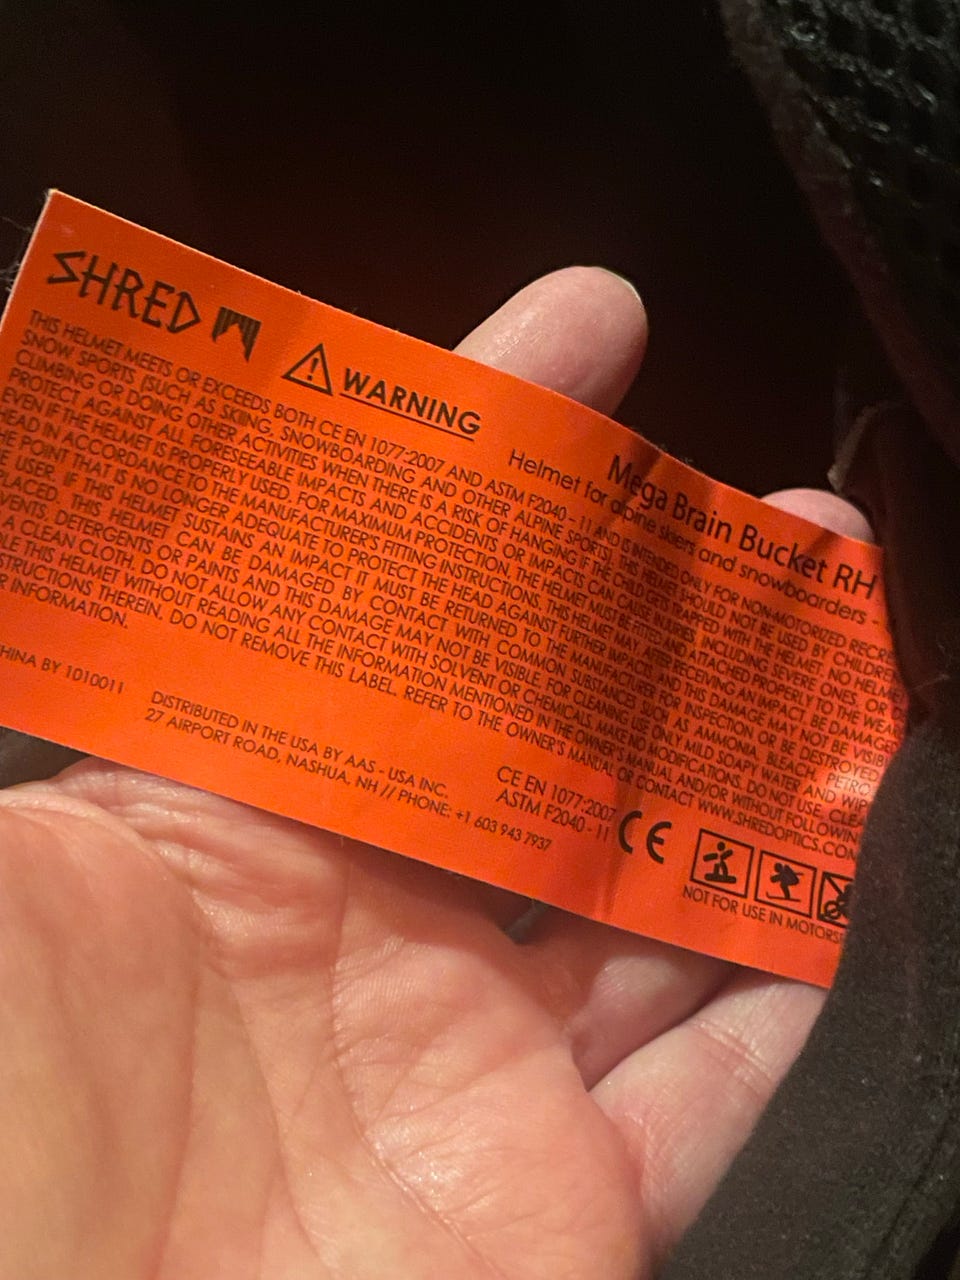 SHRED
WARNING
Mega Brain Bucket RH
Helmet for alpine skiers and snowboarders -
THIS HELMET MEETS OR EXCEEDS BOTH CE EN 1077:2007 AND ASTM F2040 - 11 AND IS INTENDED ONLY FOR NON-MOTORIZED RECRE
SNOW SPORTS (SUCH AS SKIING, SNOWBOARDING AND OTHER ALPINE SPORTS). THIS HELMET SHOULD NOT BE USED BY CHILDRE
CLIMBING OR DOING OTHER ACTIVITIES WHEN THERE IS A RISK OF HANGING IF THE CHILD GETS TRAPPED WITH THE HELMET. NO HELME
PROTECT AGAINST ALL FORESEEABLE IMPACTS AND ACCIDENTS OR IMPACTS CAN CAUSE INJURIES INCLUDING SEVERE ONES, OR D
EVEN IF THE HELMET IS PROPERLY USED. FOR MAXIMUM PROTECTION, THE HELMET MUST BE FITTED AND ATTACHED PROPERLY TO THE WEA
HEAD IN ACCORDANCE TO THE MANUFACTURER'S FITTING INSTRUCTIONS. THIS HELMET MAY AFTER RECEIVING AN IMPACT BE DAMAGED
HE POINT THAT IS NO LONGER ADEQUATE TO PROTECT THE HEAD AGAINST FURTHER IMPACTS AND THIS DAMAGE MAY NOT BE VISIBL
E USER. IF THIS HELMET SUSTAINS AN IMPACT IT MUST BE RETURNED TO THE MANUFACTURER FOR INSPECTION OR BE DESTROYED
LACED. THIS HELMET CAN BE DAMAGED BY CONTACT WITH COMMON SUBSTANCES SUCH AS AMMONIA, BLEACH, PETRO
VENTS, DETERGENTS OR PAINTS AND THIS DAMAGE MAY NOT BE VISIBLE. FOR CLEANING USE ONLY MILD SOAPY WATER AND WIP
A CLEAN CLOTH. DO NOT ALLOW ANY CONTACT WITH SOLVENT OR CHEMICALS. MAKE NO MODIFICATIONS. DO NOT USE, CLEA
E THIS HELMET WITHOUT READING ALL THE INFORMATION MENTIONED IN THE OWNER'S MANUAL AND/OR WITHOUT FOLLOWIN
TRUCTIONS THEREIN. DO NOT REMOVE THIS LABEL. REFER TO THE OWNER'S MANUAL OR CONTACT WWW.SHREDOPTICS.COM
INFORMATION.
HINA BY 1010011
DISTRIBUTED IN THE USA BY AAS - USA INC.
27 AIRPORT ROAD, NASHUA, NH // PHONE: +1 603 943 7937
CE EN 1077:2007
ASTM F2040 - 11
CE
NOT FOR USE IN MOTORS